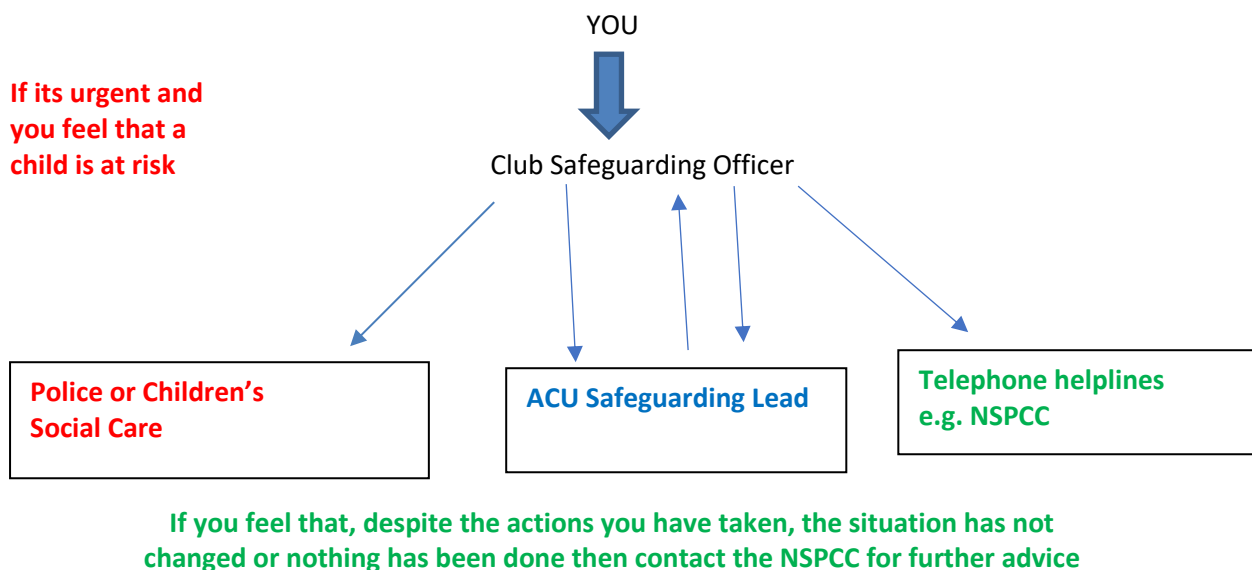 YOU
If its urgent and
you feel that a
child is at risk
Club Safeguarding Officer
Police or Children’s
Social Care
ACU Safeguarding Lead
Telephone helplines
e.g. NSPCC
If you feel that, despite the actions you have taken, the situation has not
changed or nothing has been done then contact the NSPCC for further advice